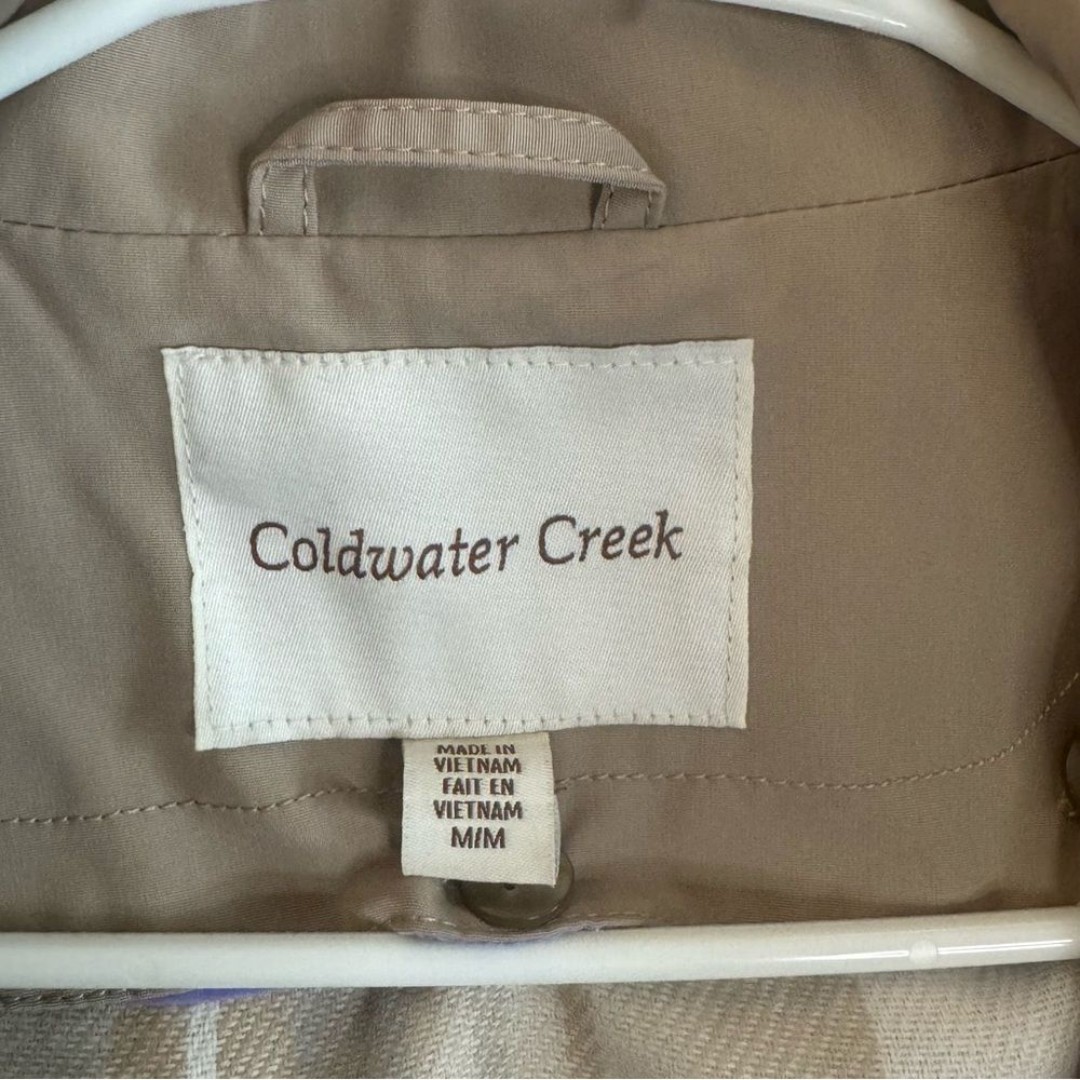 Coldwater Creek
MADE IN
VIETNAM
FAIT EN
VIETNAM
M/M